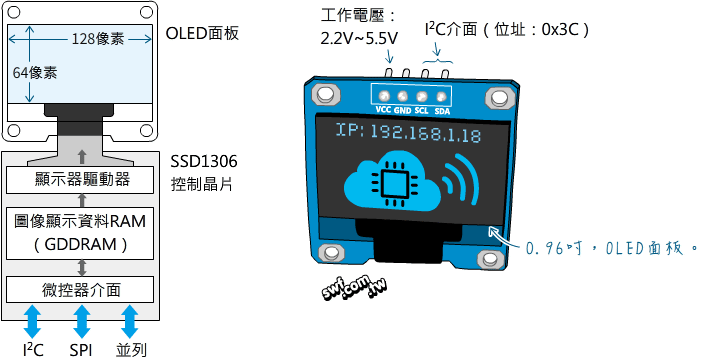 OLED面板
128像素
64像素
SSD1306
控制晶片
顯示器驅動器
圖像顯示資料RAM
（GDDRAM）
微控器介面
I²C
SPI
並列
工作電壓：
2.2V~5.5V
I²C介面（位址：0x3C）
VCC GND SCL SDA
IP: 192.168.1.18
0.96吋，OLED面板。
swf.com.tw